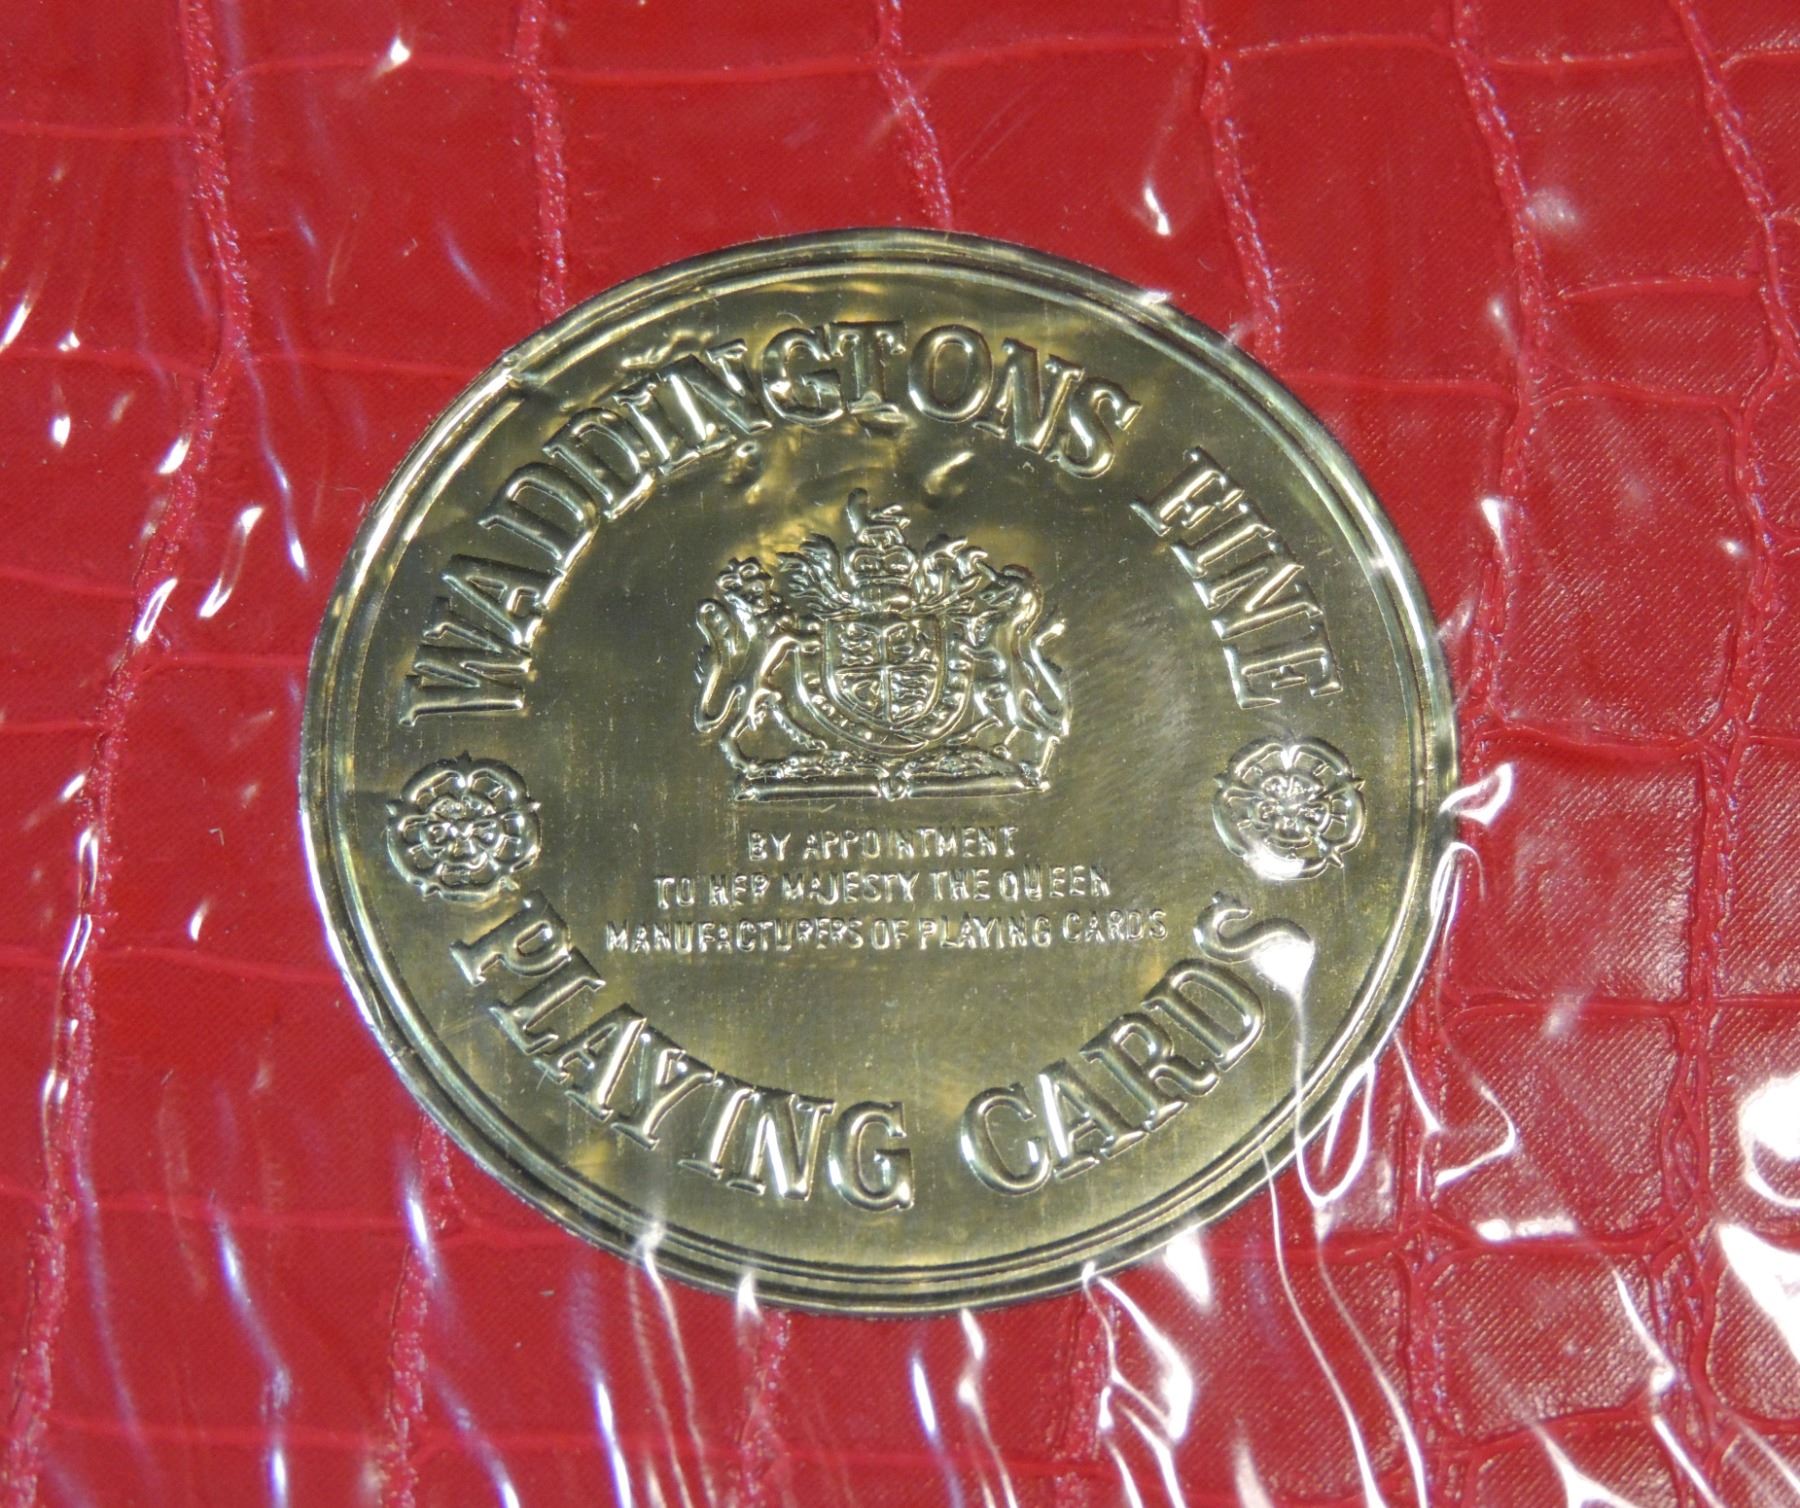 WADDINGTONS FINE
BY APPOINTMENT
TO HER MAJESTY THE QUEEN
MANUFACTURERS OF PLAYING CARDS
PLAYING CARDS